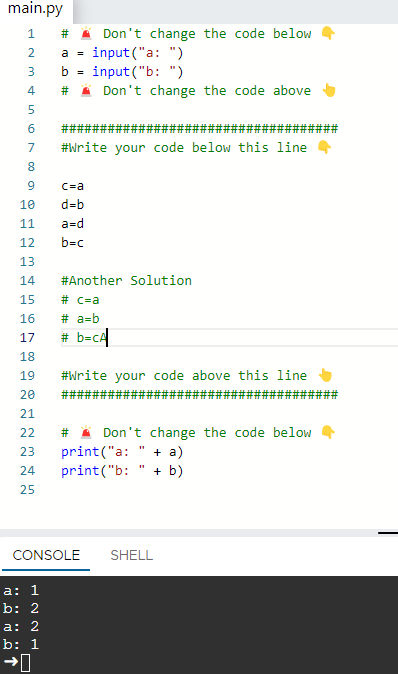 main.py
1 # 🚨 Don't change the code below 👇
2 a = input("a: ")
3 b = input("b: ")
4 # 🚨 Don't change the code above 👆
5
6 ####################################
7 #Write your code below this line 👇
8
9 c=a
10 d=b
11 a=d
12 b=c
13
14 #Another Solution
15 # c=a
16 # a=b
17 # b=cA
18
19 #Write your code above this line 👆
20 ####################################
21
22 # 🚨 Don't change the code below 👇
23 print("a: " + a)
24 print("b: " + b)
25
CONSOLE SHELL
a: 1
b: 2
a: 2
b: 1
➜